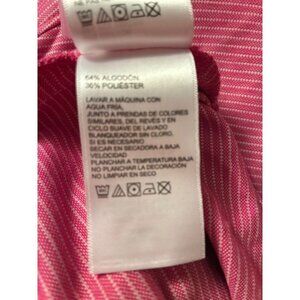 64% ALGODÓN
36% POLIÉSTER
LAVAR A MÁQUINA CON
AGUA FRÍA,
JUNTO A PRENDAS DE COLORES
SIMILARES, DEL REVÉS Y EN
CICLO SUAVE DE LAVADO
BLANQUEADOR SIN CLORO,
SI ES NECESARIO
SECAR EN SECADORA A BAJA
VELOCIDAD
PLANCHAR A TEMPERATURA BAJA
NO PLANCHAR LA DECORACIÓN
NO LIMPIAR EN SECO